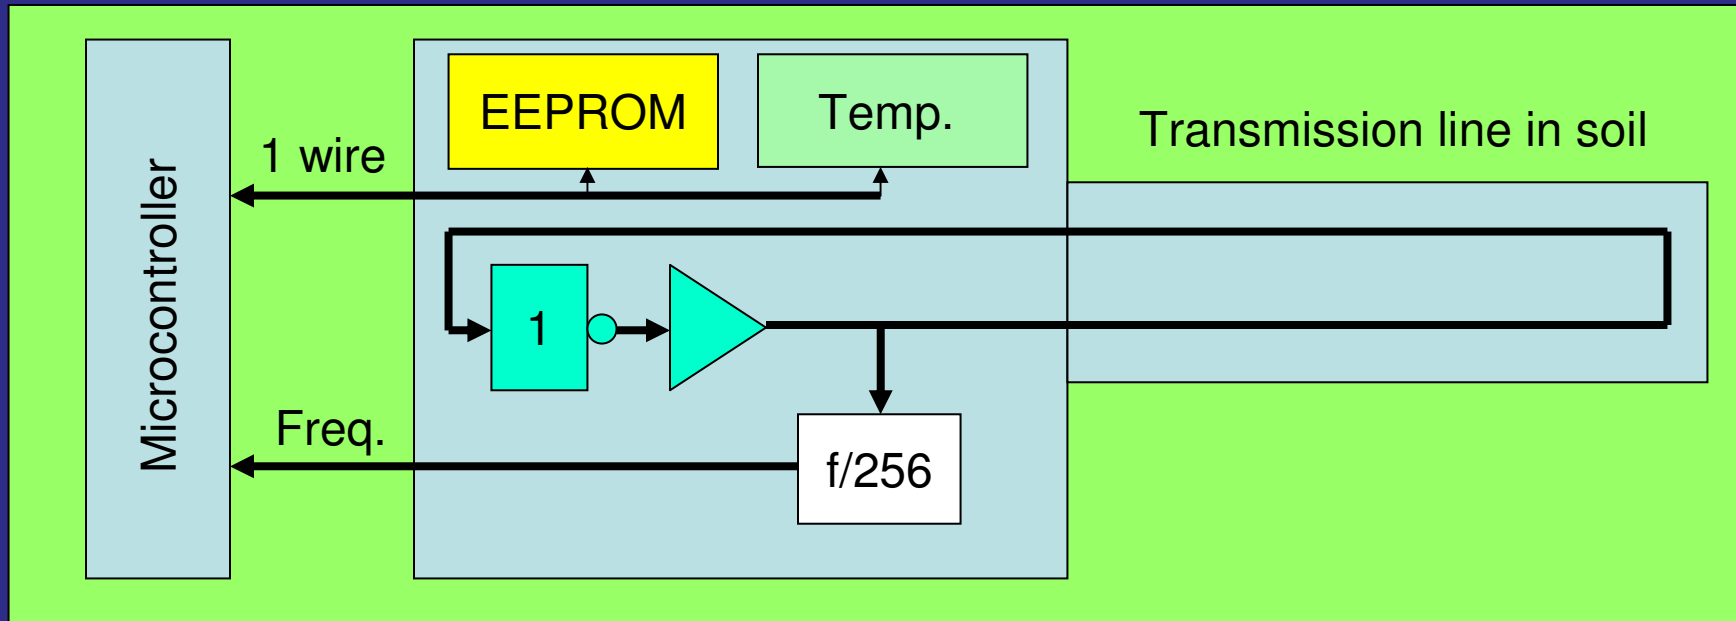 EEPROM
Temp.
Transmission line in soil
1 wire
Microcontroller
1
Freq.
f/256